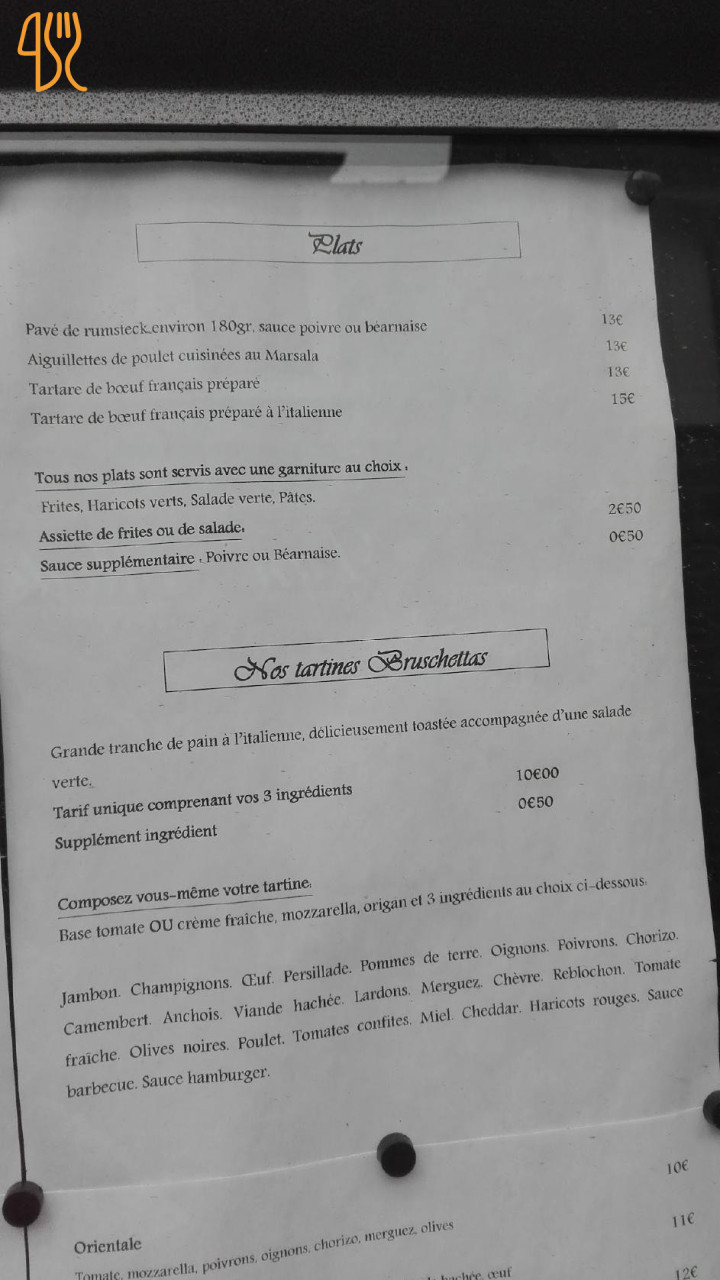 Plats
Pavé de rumsteck environ 180gr. sauce poivre ou béarnaise 13€
Aiguillettes de poulet cuisinées au Marsala 13€
Tartare de bœuf français préparé 13€
Tartare de bœuf français préparé à l'italienne 15€
Tous nos plats sont servis avec une garniture au choix :
Frites, Haricots verts, Salade verte, Pâtes.
Assiette de frites ou de salade. 2€50
Sauce supplémentaire : Poivre ou Béarnaise. 0€50
Nos tartines Bruschettas
Grande tranche de pain à l'italienne, délicieusement toastée accompagnée d'une salade
verte.
Tarif unique comprenant vos 3 ingrédients 10€00
Supplément ingrédient 0€50
Composez vous-même votre tartine.
Base tomate OU crème fraîche, mozzarella, origan et 3 ingrédients au choix ci-dessous.
Jambon. Champignons. Œuf. Persillade. Pommes de terre. Oignons. Poivrons. Chorizo.
Camembert. Anchois. Viande hachée. Lardons. Merguez. Chèvre. Reblochon. Tomate
fraîche. Olives noires. Poulet. Tomates confites. Miel. Cheddar. Haricots rouges. Sauce
barbecue. Sauce hamburger.
10€
Orientale 11€
Tomate, mozzarella, poivrons, oignons, chorizo, merguez, olives
hachée, œuf 12€